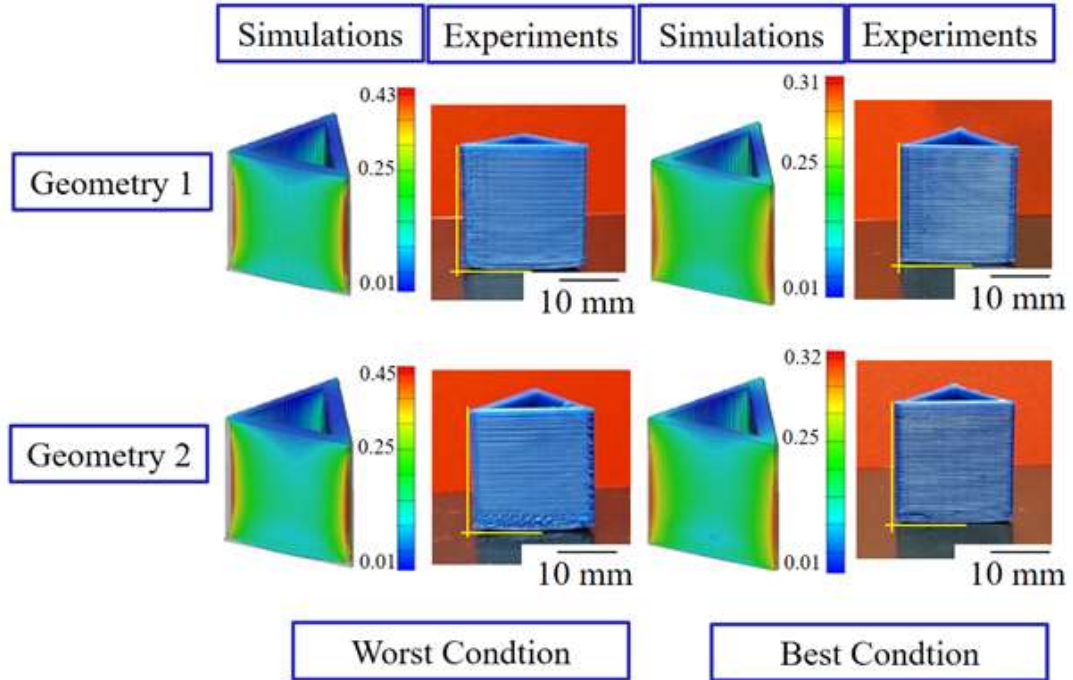 Simulations Experiments Simulations Experiments
Geometry 1
0.43
0.25
0.01
10 mm
0.31
0.25
0.01
10 mm
Geometry 2
0.45
0.25
0.01
10 mm
0.32
0.25
0.01
10 mm
Worst Condtion Best Condtion